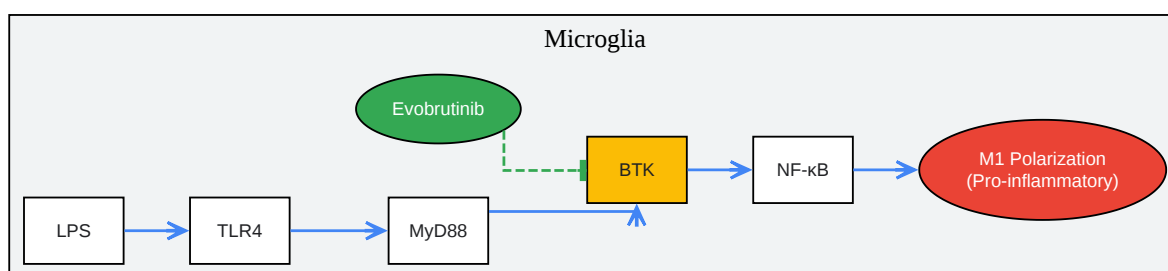 Microglia
Evobrutinib
BTK
NF-κB
M1 Polarization
(Pro-inflammatory)
LPS
TLR4
MyD88